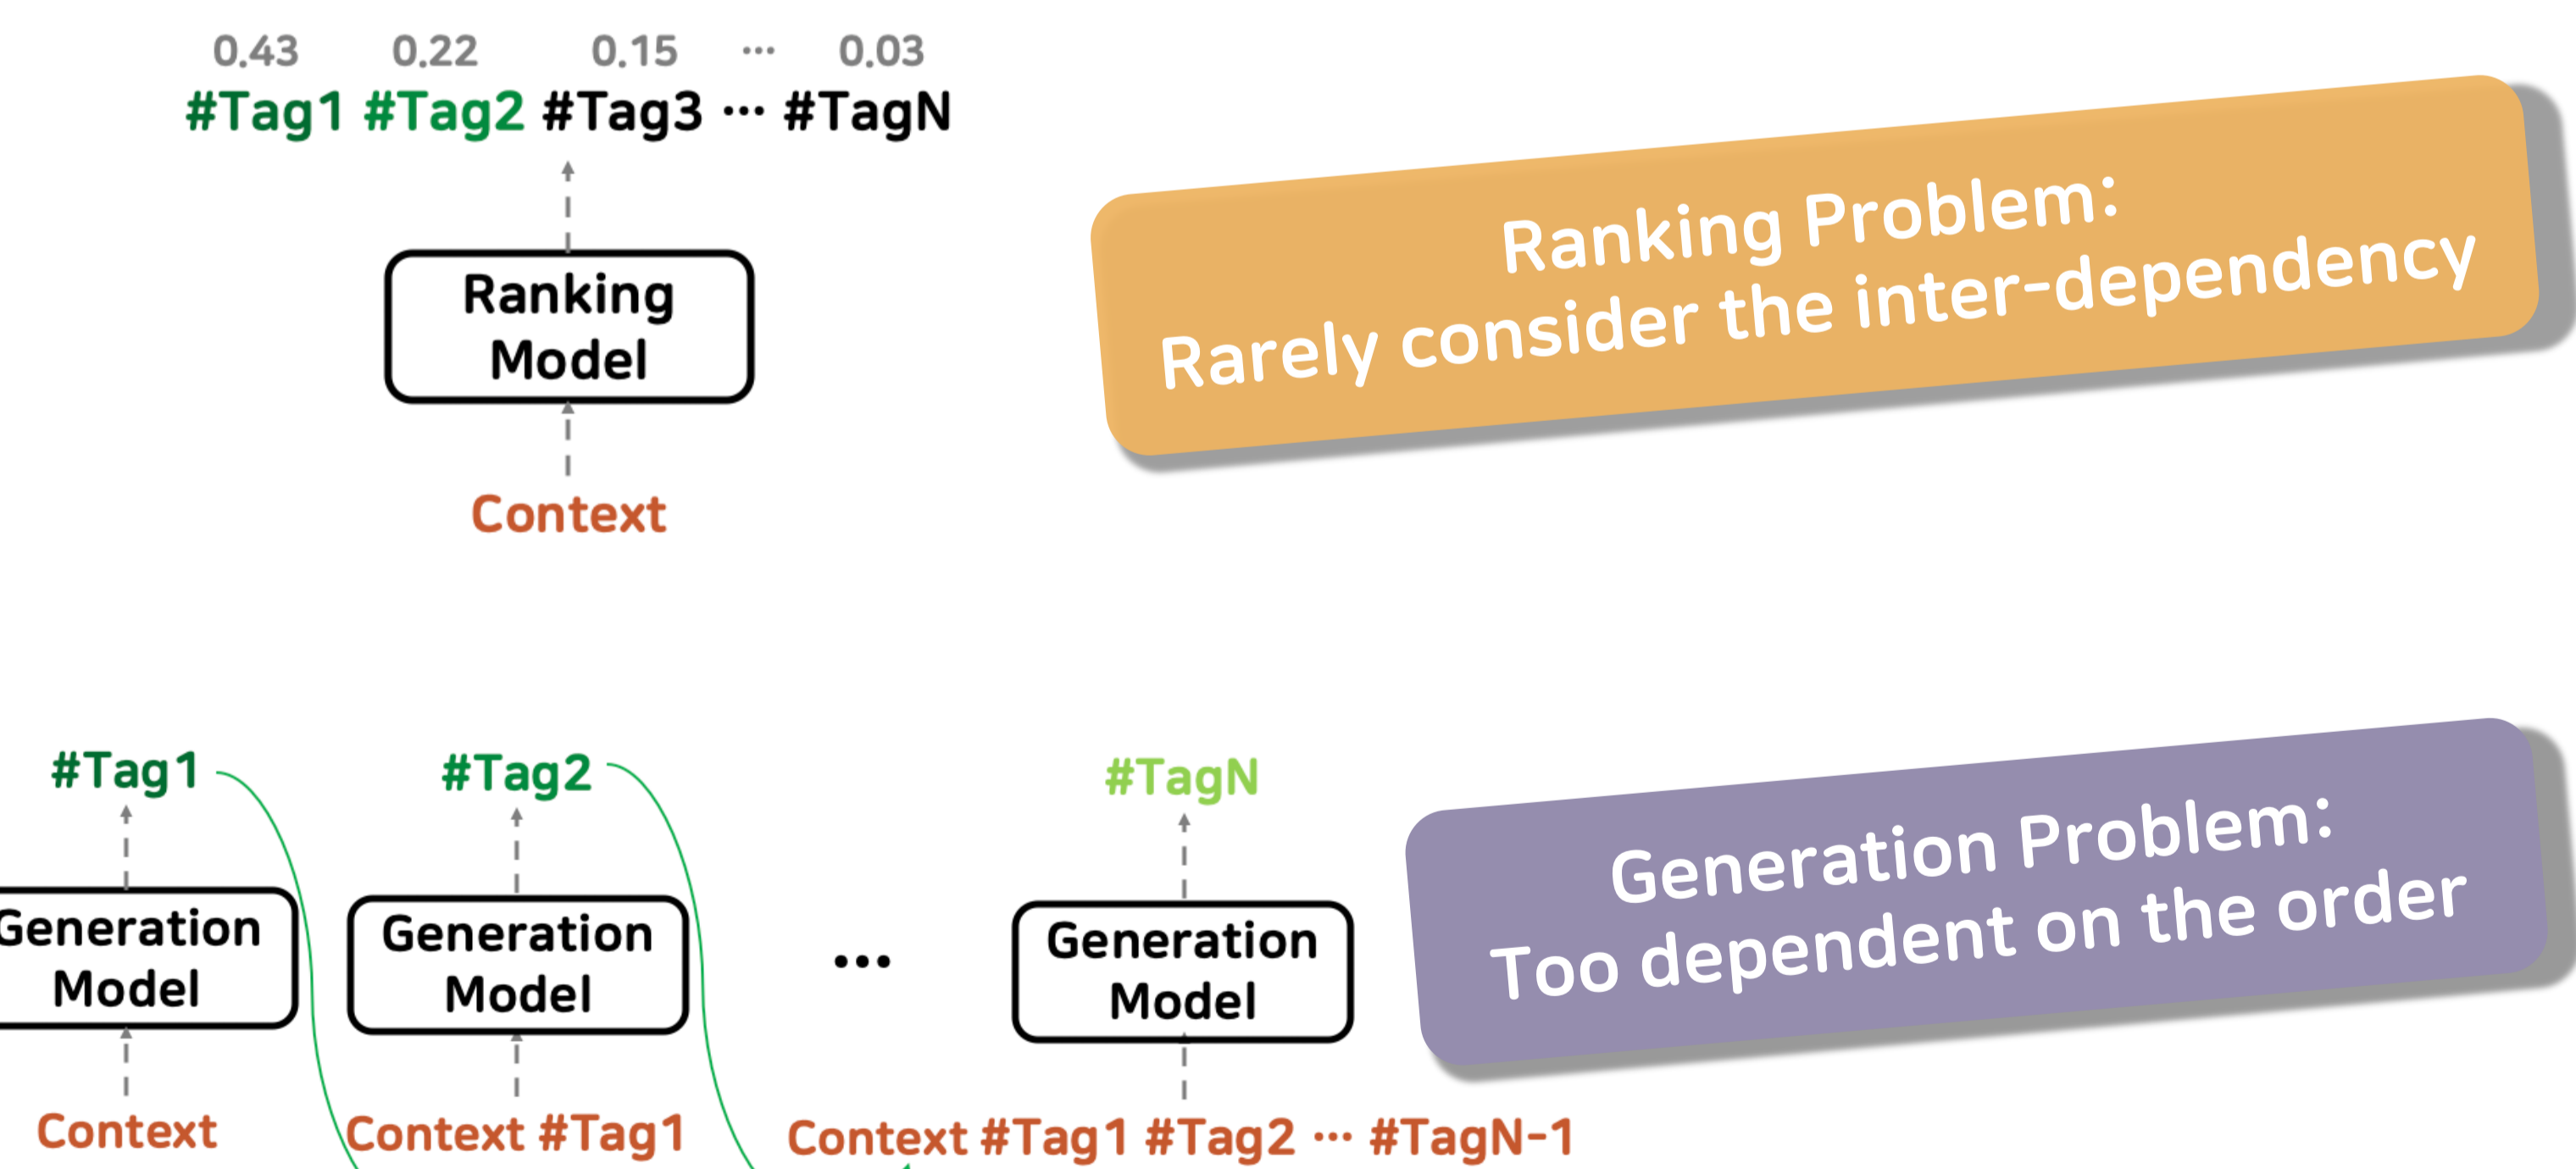 0.43 0.22 0.15 ... 0.03
#Tag1 #Tag2 #Tag3 ... #TagN
Ranking
Model
Context
Ranking Problem:
Rarely consider the inter-dependency
#Tag1 #Tag2 #TagN
Generation
Model
Generation
Model
...
Generation
Model
Context
Context #Tag1
Context #Tag1 #Tag2 ... #TagN-1
Generation Problem:
Too dependent on the order